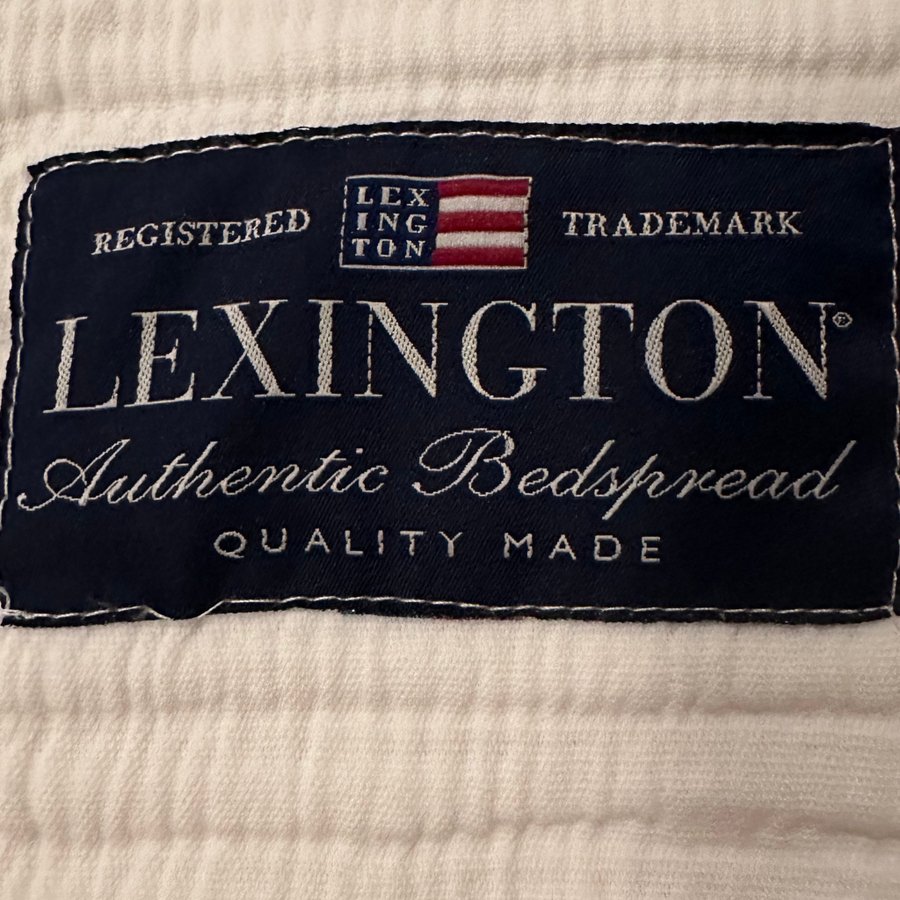 REGISTERED
LEX
ING
TON
TRADEMARK
LEXINGTON®
Authentic Bedspread
QUALITY MADE